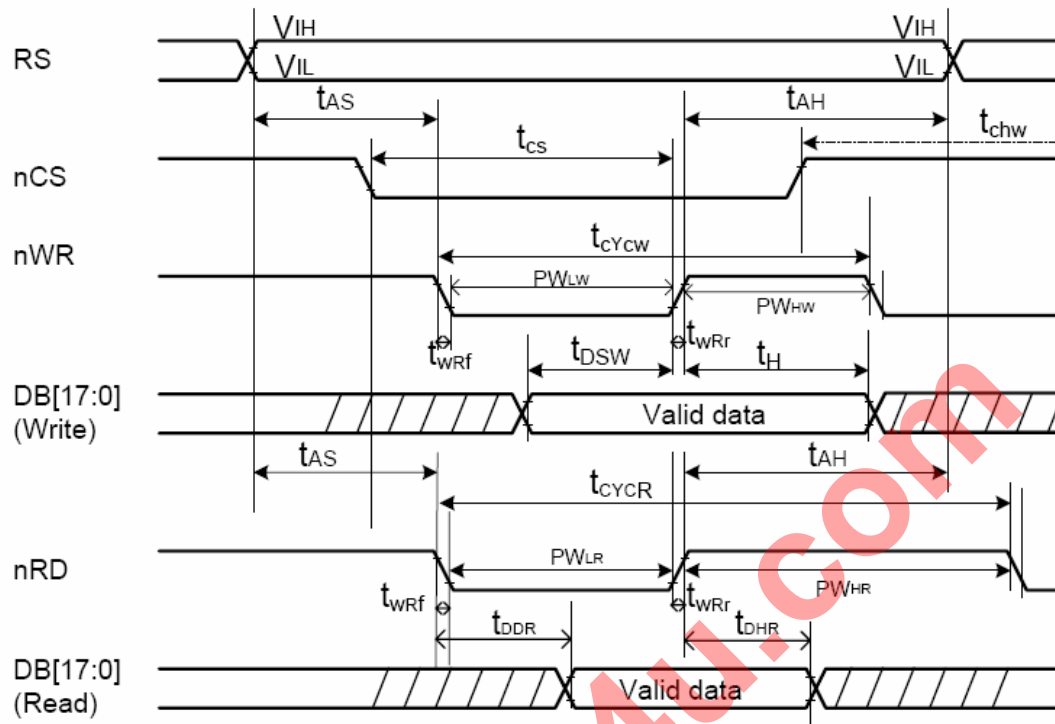 RS VIH VIH
VIL VIL
tAS tAH
tcs tchw
nCS
tcYcw
nWR
PWLW PWHW
twRf tDSW twRr tH
DB[17:0]
(Write) Valid data
tAS tAH
tCYCR
nRD PWLR PWHR
twRf twRr
tDDR tDHR
DB[17:0]
(Read) Valid data
4u.com